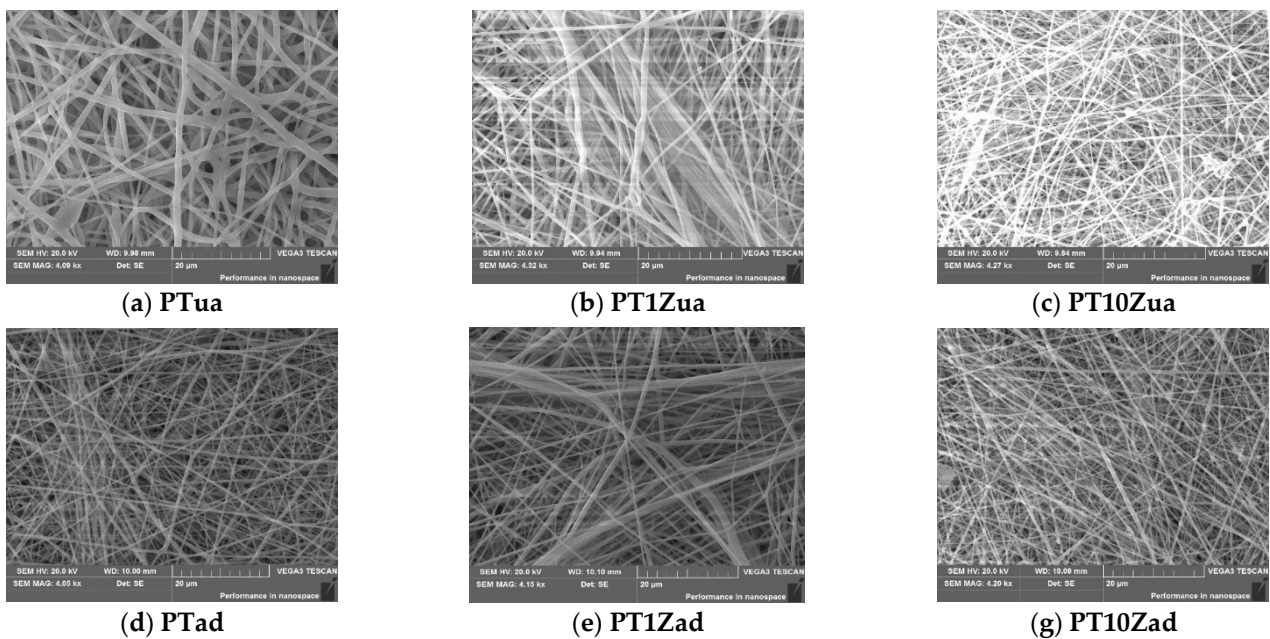 SEM HV: 20.0 kV WD: 9.98 mm VEGA3 TESCAN
SEM MAG: 4.09 kx Det: SE 20 µm
Performance in nanospace
(a) PTua
SEM HV: 20.0 kV WD: 9.94 mm VEGA3 TESCAN
SEM MAG: 4.32 kx Det: SE 20 µm
Performance in nanospace
(b) PT1Zua
SEM HV: 20.0 kV WD: 9.84 mm VEGA3 TESCAN
SEM MAG: 4.27 kx Det: SE 20 µm
Performance in nanospace
(c) PT10Zua
SEM HV: 20.0 kV WD: 10.00 mm VEGA3 TESCAN
SEM MAG: 4.05 kx Det: SE 20 µm
Performance in nanospace
(d) PTad
SEM HV: 20.0 kV WD: 10.10 mm VEGA3 TESCAN
SEM MAG: 4.15 kx Det: SE 20 µm
Performance in nanospace
(e) PT1Zad
SEM HV: 20.0 kV WD: 10.09 mm VEGA3 TESCAN
SEM MAG: 4.20 kx Det: SE 20 µm
Performance in nanospace
(g) PT10Zad